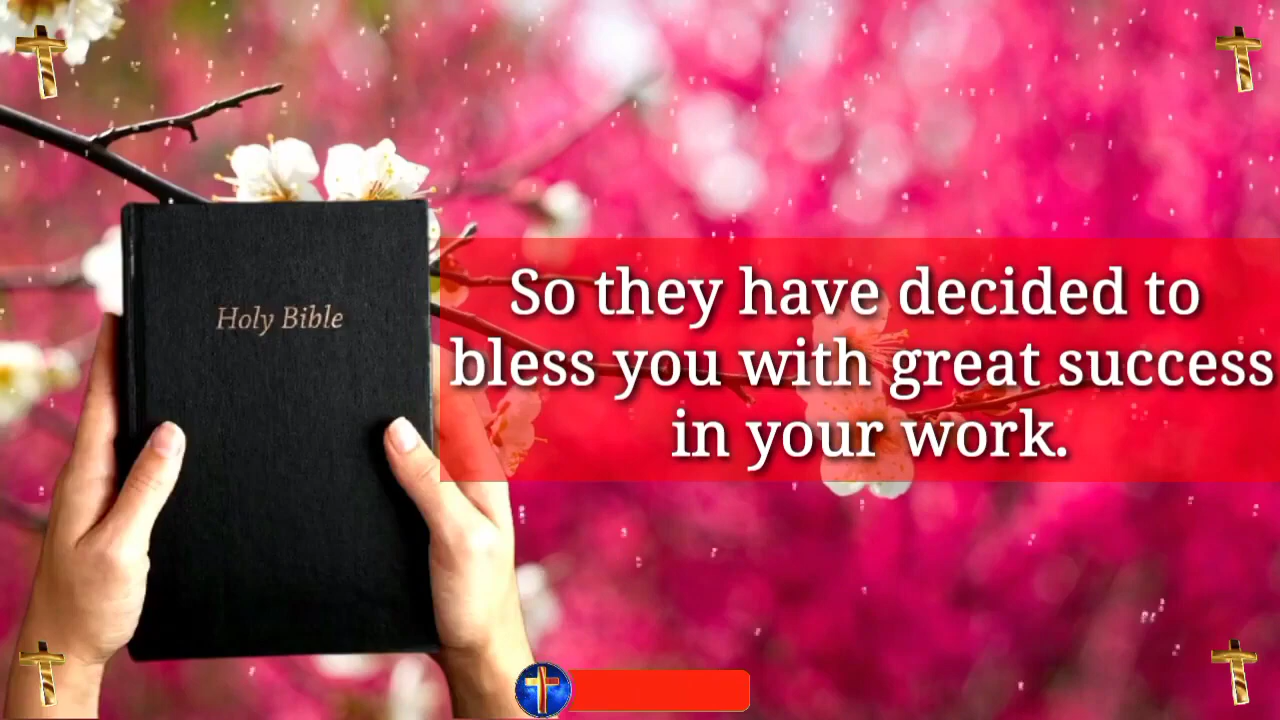 Holy Bible
So they have decided to
bless you with great success
in your work.